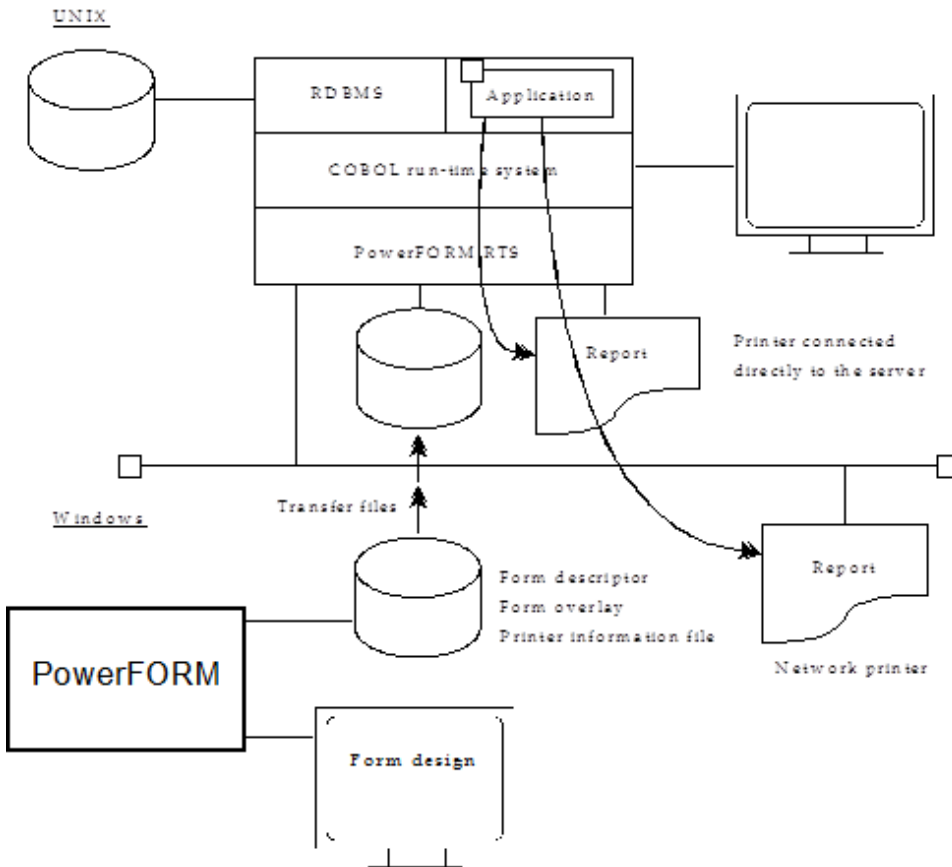 UNIX
RDBMS
Application
COBOL run-time system
PowerFORM RTS
Report
Printer connected
directly to the server
Transfer files
Windows
Form descriptor
Form overlay
Printer information file
Report
Network printer
PowerFORM
Form design